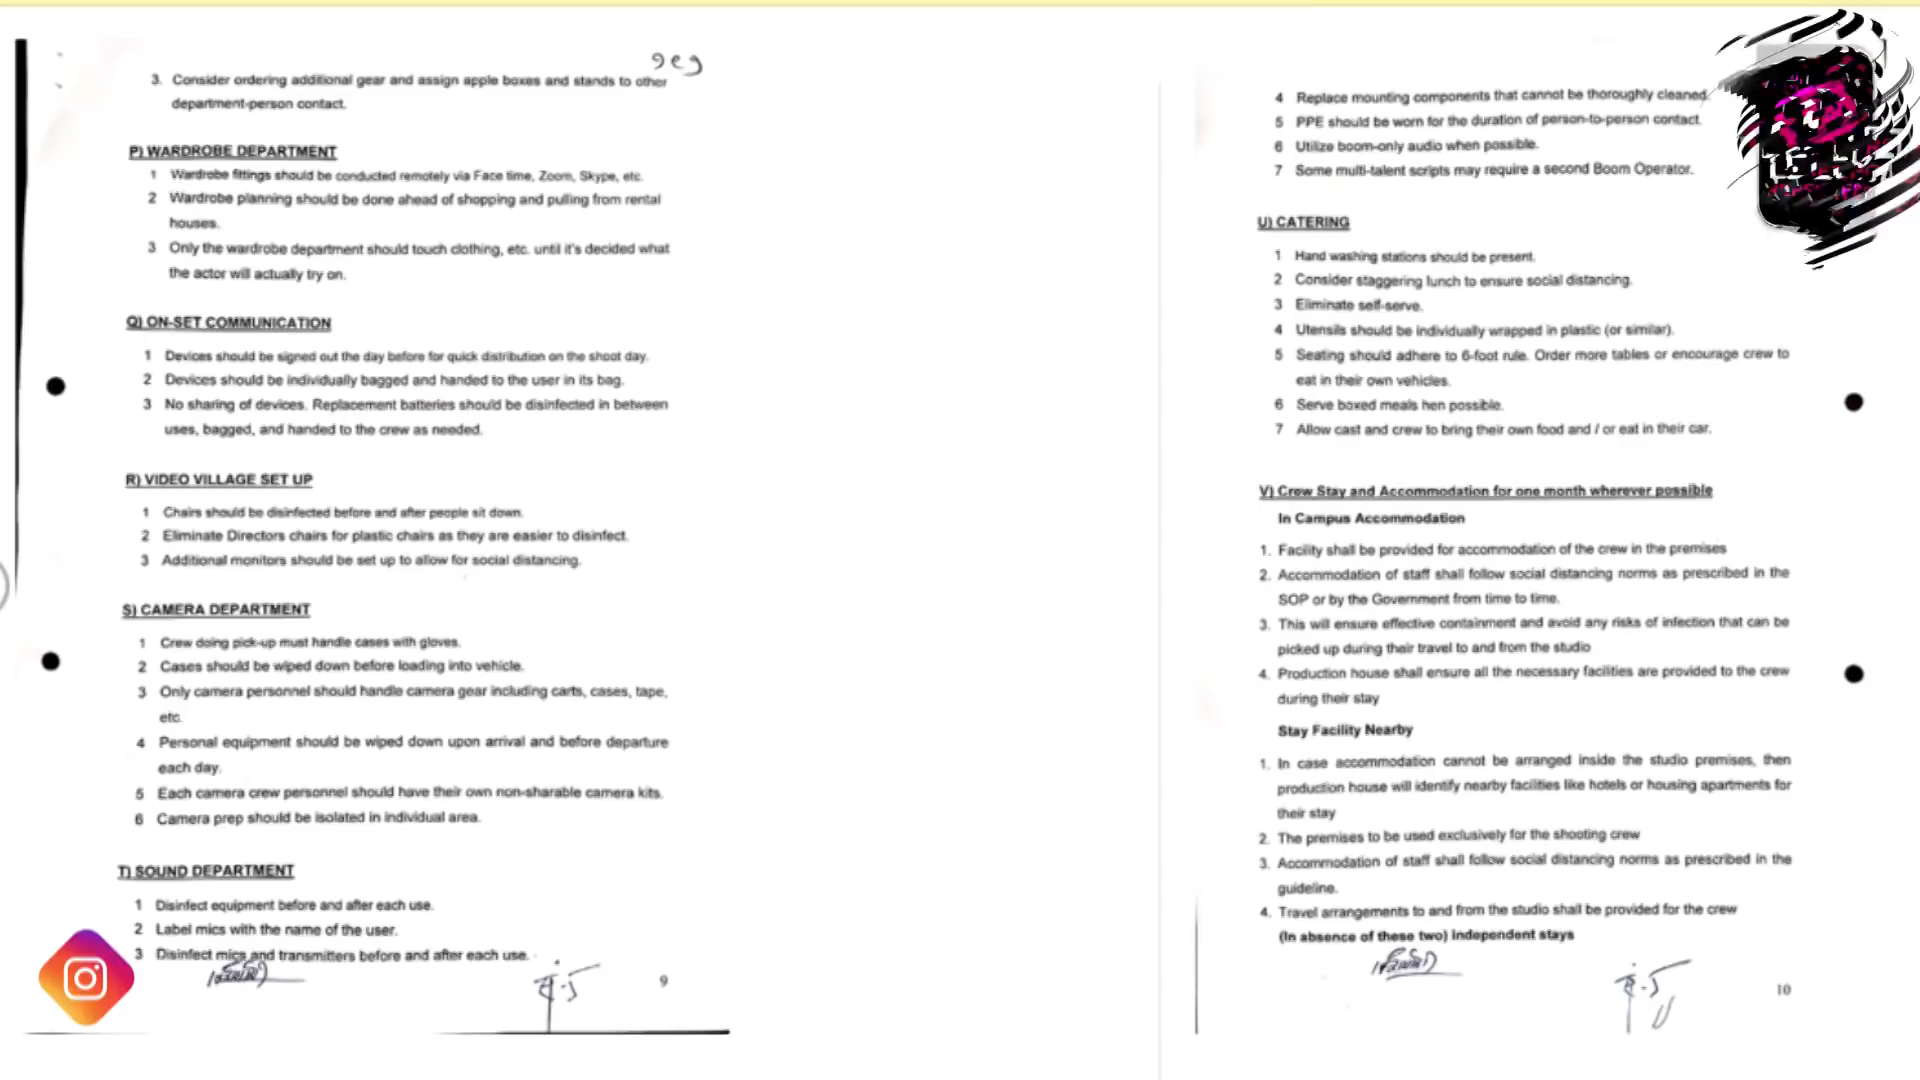 3. Consider ordering additional gear and assign apple boxes and stands to other
department-person contact.
P) WARDROBE DEPARTMENT
1 Wardrobe fittings should be conducted remotely via Face time, Zoom, Skype, etc.
2 Wardrobe planning should be done ahead of shopping and pulling from rental
houses.
3 Only the wardrobe department should touch clothing, etc. until it's decided what
the actor will actually try on.
Q) ON-SET COMMUNICATION
1 Devices should be signed out the day before for quick distribution on the shoot day.
2 Devices should be individually bagged and handed to the user in its bag.
3 No sharing of devices. Replacement batteries should be disinfected in between
uses, bagged, and handed to the crew as needed.
R) VIDEO VILLAGE SET UP
1 Chairs should be disinfected before and after people sit down.
2 Eliminate Directors chairs for plastic chairs as they are easier to disinfect.
3 Additional monitors should be set up to allow for social distancing.
S) CAMERA DEPARTMENT
1 Crew doing pick-up must handle cases with gloves.
2 Cases should be wiped down before loading into vehicle.
3 Only camera personnel should handle camera gear including carts, cases, tape,
etc.
4 Personal equipment should be wiped down upon arrival and before departure
each day.
5 Each camera crew personnel should have their own non-sharable camera kits.
6 Camera prep should be isolated in individual area.
T) SOUND DEPARTMENT
1 Disinfect equipment before and after each use.
2 Label mics with the name of the user.
3 Disinfect mics and transmitters before and after each use.
9
4 Replace mounting components that cannot be thoroughly cleaned.
5 PPE should be worn for the duration of person-to-person contact.
6 Utilize boom-only audio when possible.
7 Some multi-talent scripts may require a second Boom Operator.
U) CATERING
1 Hand washing stations should be present.
2 Consider staggering lunch to ensure social distancing.
3 Eliminate self-serve.
4 Utensils should be individually wrapped in plastic (or similar).
5 Seating should adhere to 6-foot rule. Order more tables or encourage crew to
eat in their own vehicles.
6 Serve boxed meals hen possible.
7 Allow cast and crew to bring their own food and / or eat in their car.
V) Crew Stay and Accommodation for one month wherever possible
In Campus Accommodation
1. Facility shall be provided for accommodation of the crew in the premises
2. Accommodation of staff shall follow social distancing norms as prescribed in the
SOP or by the Government from time to time.
3. This will ensure effective containment and avoid any risks of infection that can be
picked up during their travel to and from the studio
4. Production house shall ensure all the necessary facilities are provided to the crew
during their stay
Stay Facility Nearby
1. In case accommodation cannot be arranged inside the studio premises, then
production house will identify nearby facilities like hotels or housing apartments for
their stay
2. The premises to be used exclusively for the shooting crew
3. Accommodation of staff shall follow social distancing norms as prescribed in the
guideline.
4. Travel arrangements to and from the studio shall be provided for the crew
(In absence of these two) independent stays
10